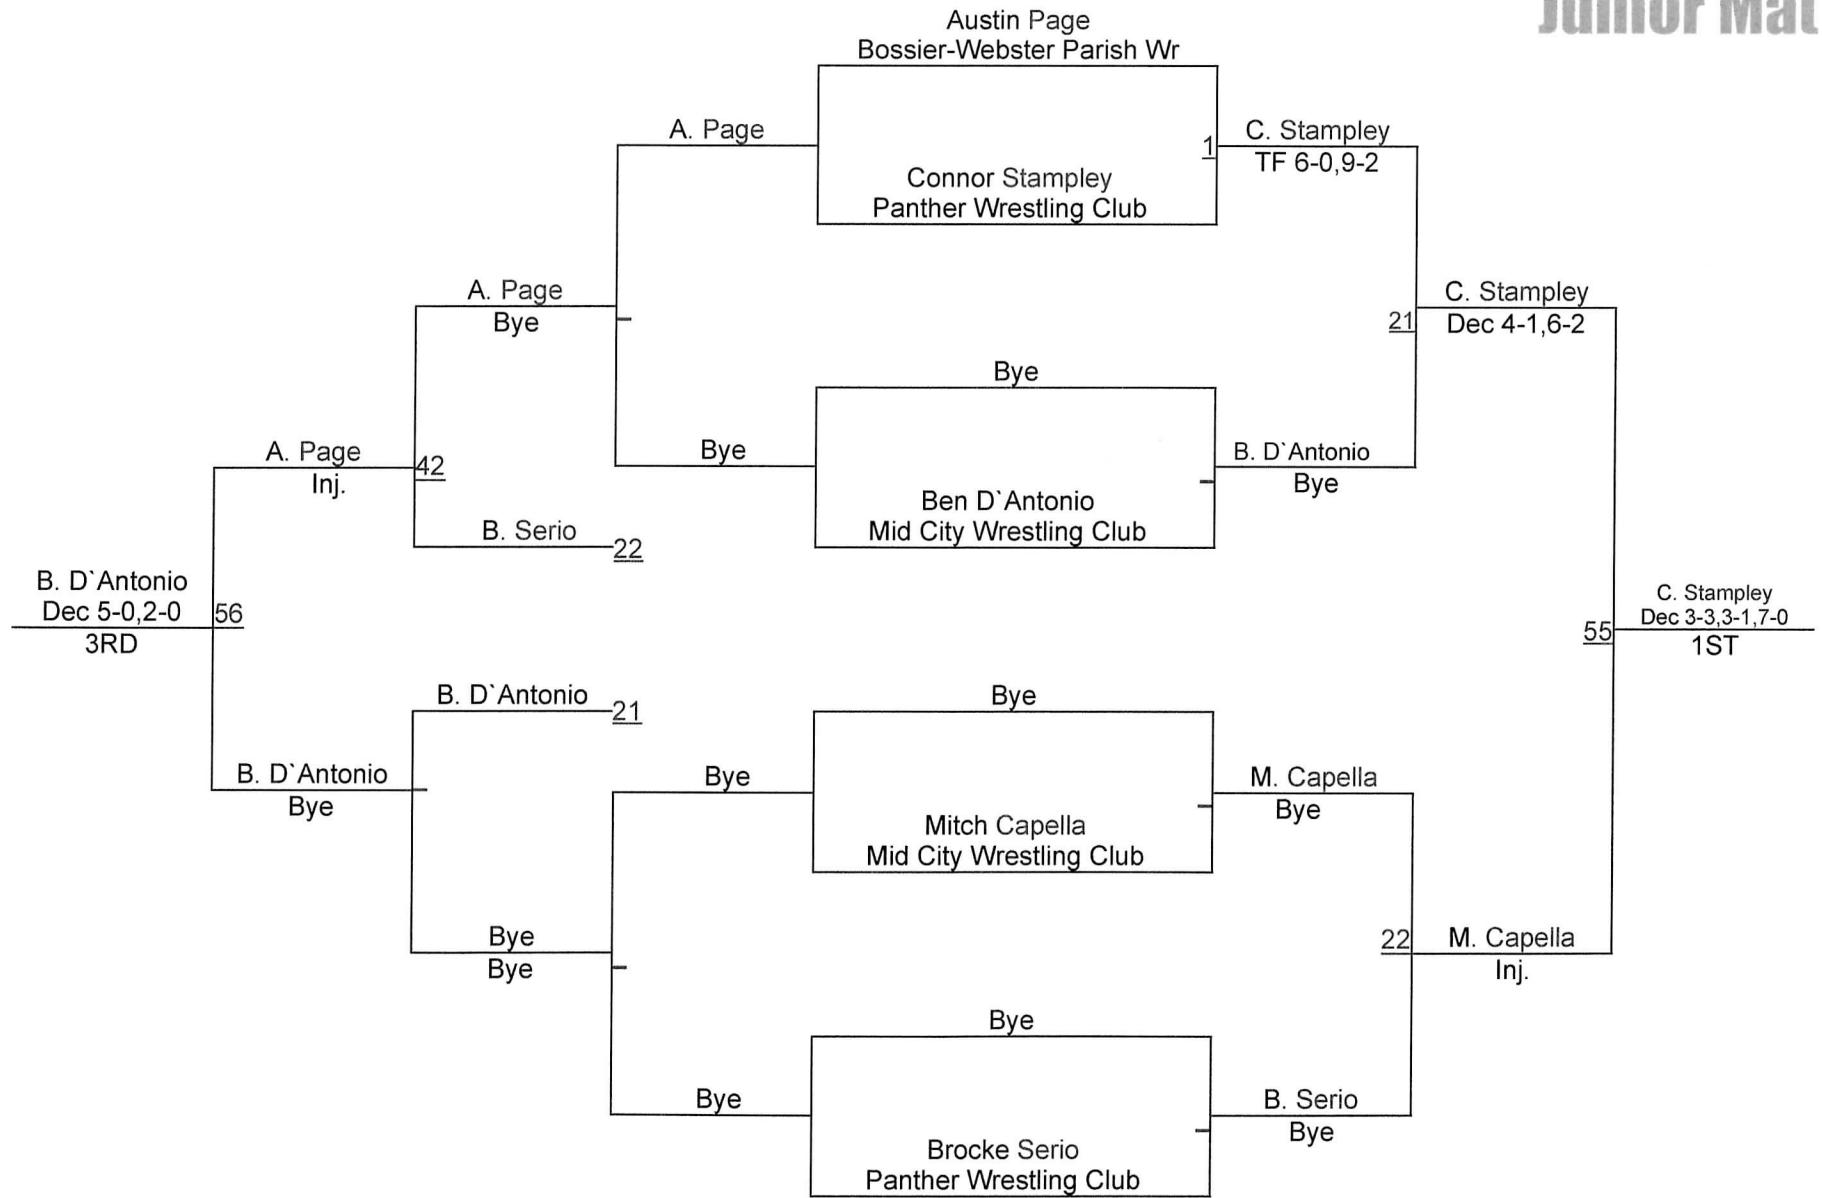 Junior Mat
Austin Page
Bossier-Webster Parish Wr
A. Page
1
C. Stampley
TF 6-0,9-2
Connor Stampley
Panther Wrestling Club
A. Page
Bye
C. Stampley
21
Dec 4-1,6-2
Bye
A. Page
42
Inj.
Bye
B. D`Antonio
Bye
Ben D`Antonio
Mid City Wrestling Club
B. Serio
22
B. D`Antonio
Dec 5-0,2-0
56
3RD
C. Stampley
Dec 3-3,3-1,7-0
55
1ST
B. D`Antonio
21
Bye
B. D`Antonio
Bye
Bye
M. Capella
Bye
Mitch Capella
Mid City Wrestling Club
Bye
Bye
22
M. Capella
Inj.
Bye
Bye
B. Serio
Bye
Brocke Serio
Panther Wrestling Club